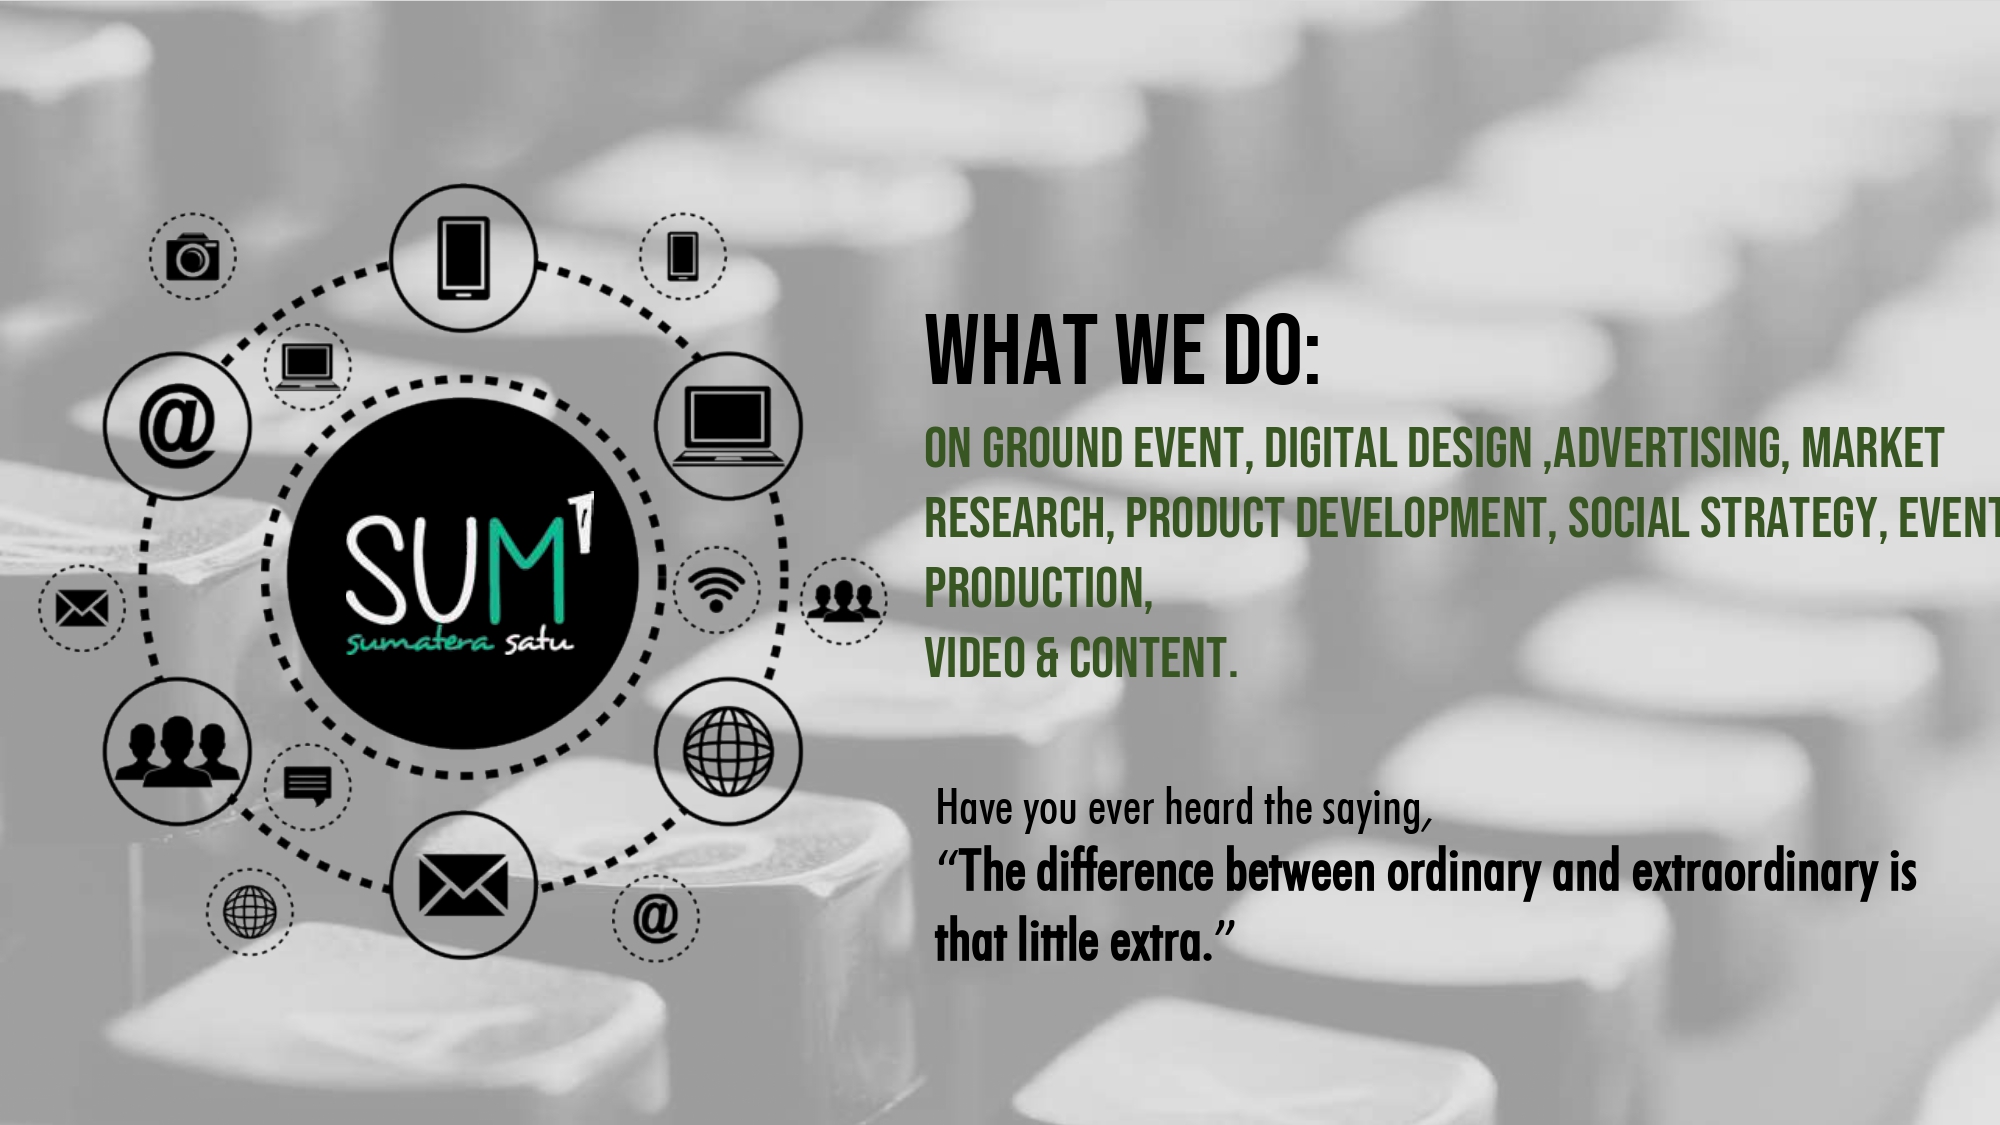 SUM1
sumatera satu
WHAT WE DO:
ON GROUND EVENT, DIGITAL DESIGN ,ADVERTISING, MARKET
RESEARCH, PRODUCT DEVELOPMENT, SOCIAL STRATEGY, EVENT
PRODUCTION,
VIDEO & CONTENT.
Have you ever heard the saying,
“The difference between ordinary and extraordinary is
that little extra.”